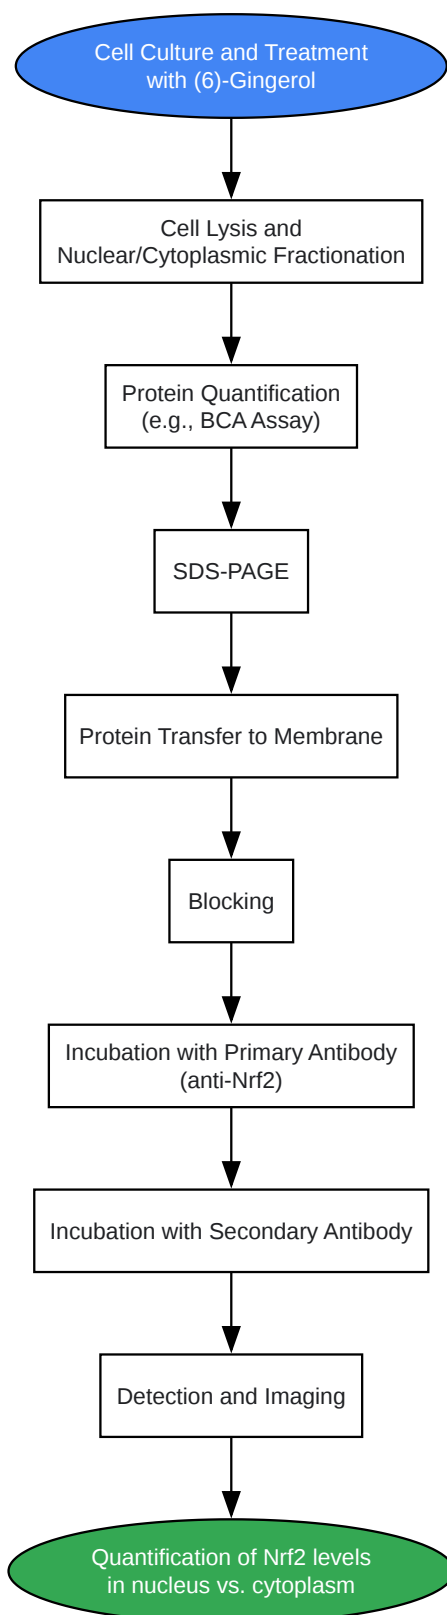 Cell Culture and Treatment
with (6)-Gingerol
Cell Lysis and
Nuclear/Cytoplasmic Fractionation
Protein Quantification
(e.g., BCA Assay)
SDS-PAGE
Protein Transfer to Membrane
Blocking
Incubation with Primary Antibody
(anti-Nrf2)
Incubation with Secondary Antibody
Detection and Imaging
Quantification of Nrf2 levels
in nucleus vs. cytoplasm